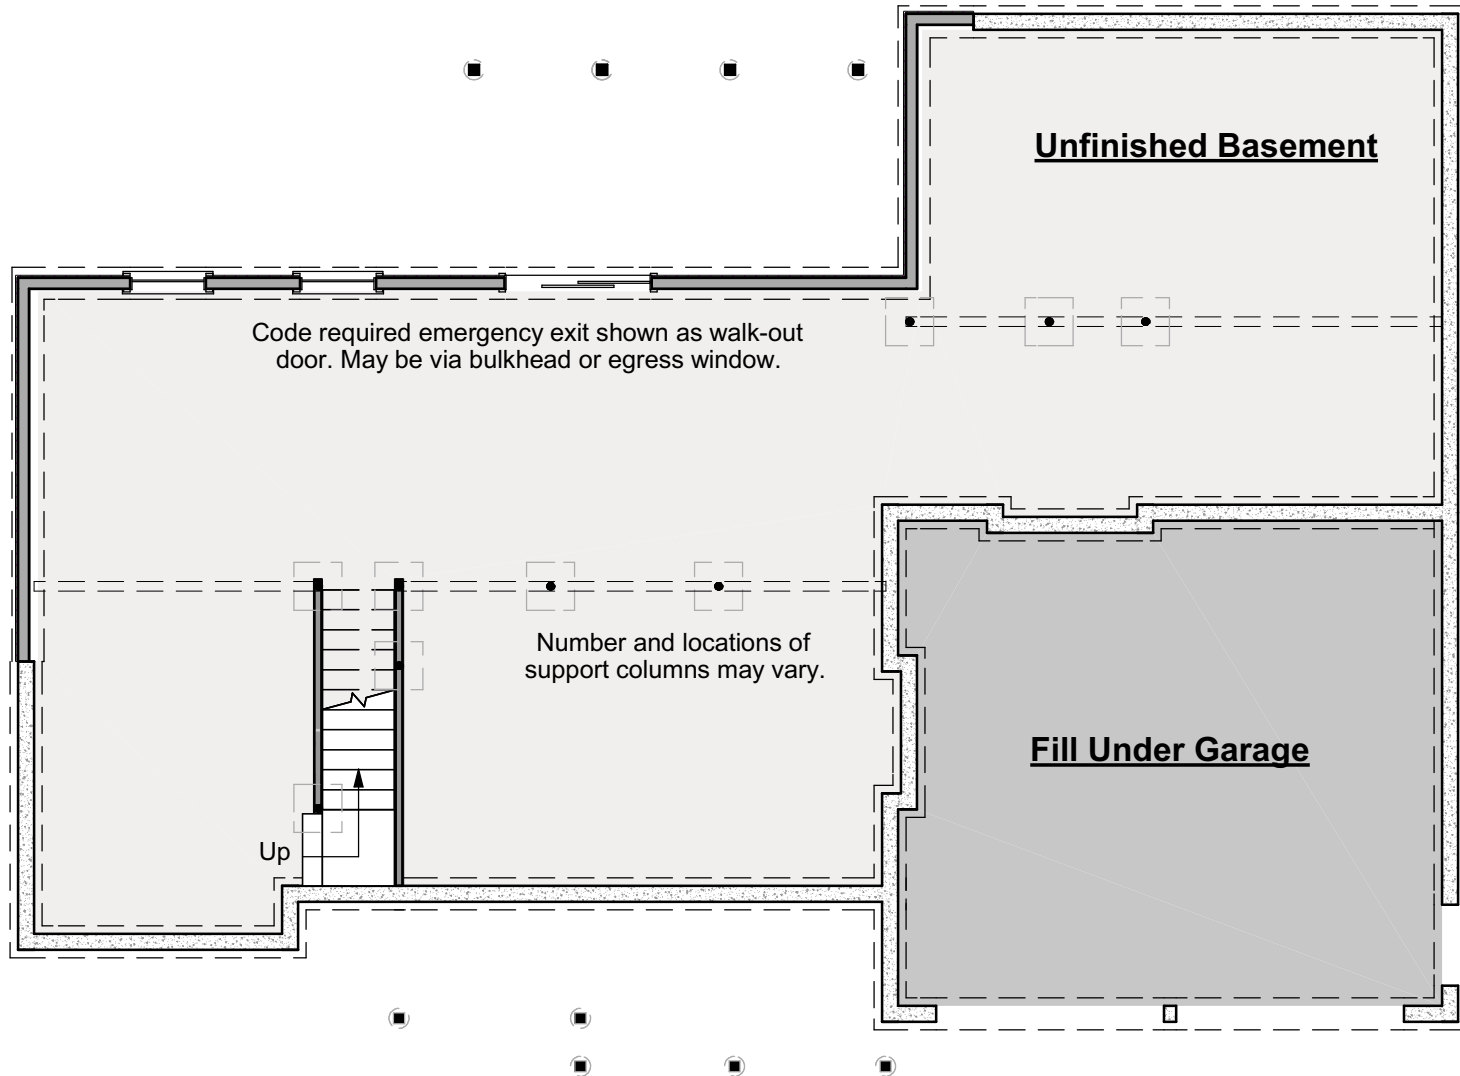 Unfinished Basement
Code required emergency exit shown as walk-out
door. May be via bulkhead or egress window.
Number and locations of
support columns may vary.
Fill Under Garage
Up